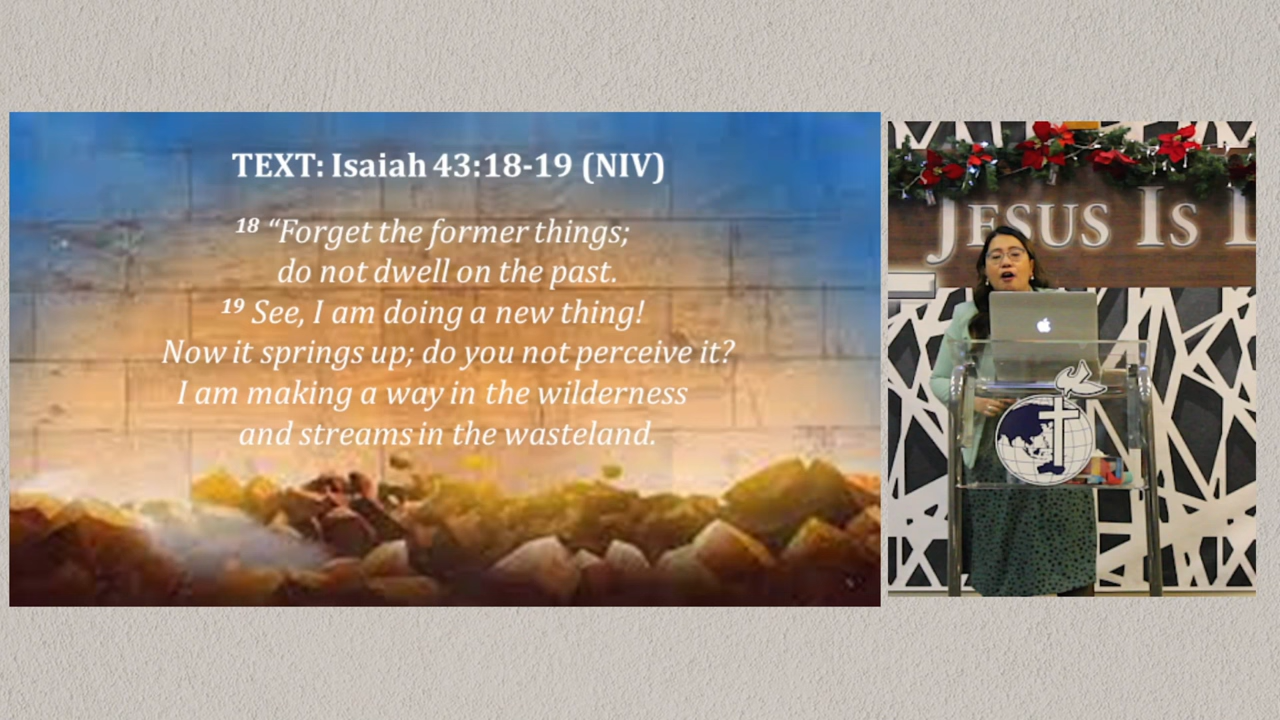 TEXT: Isaiah 43:18-19 (NIV)
18 “Forget the former things;
do not dwell on the past.
19 See, I am doing a new thing!
Now it springs up; do you not perceive it?
I am making a way in the wilderness
and streams in the wasteland.
JESUS IS L